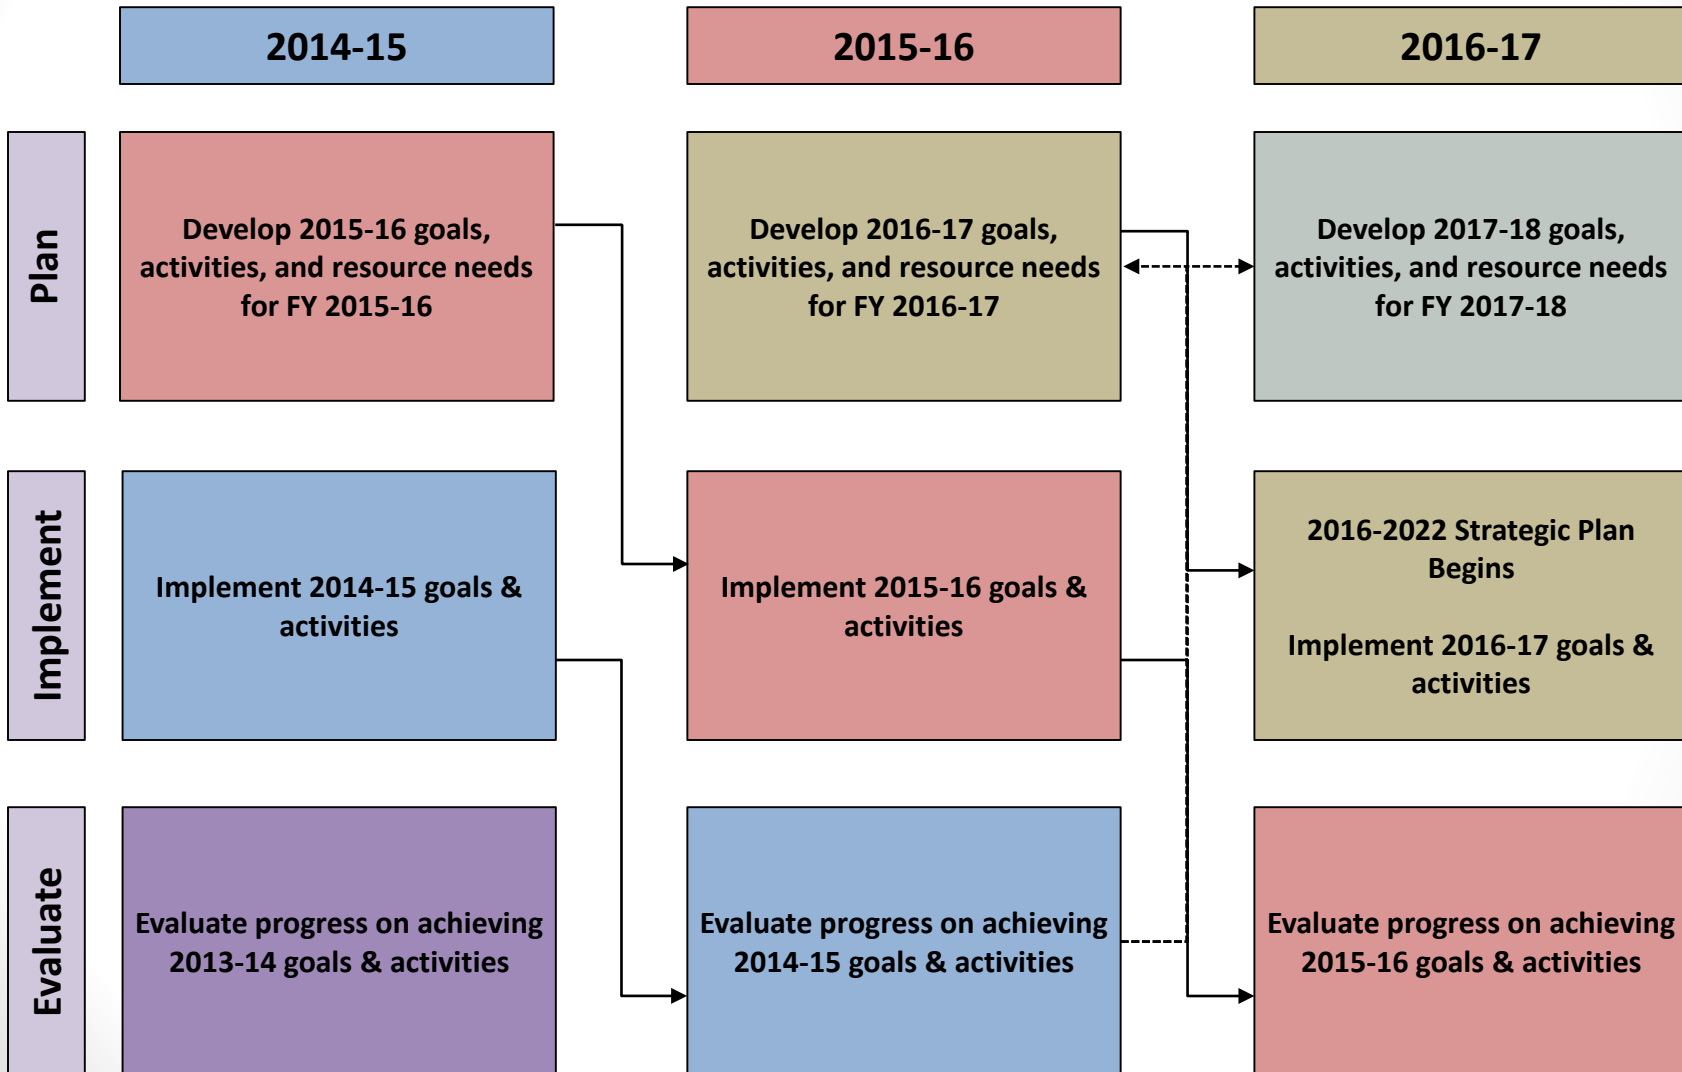 2014-15
2015-16
2016-17
Plan
Develop 2015-16 goals,
activities, and resource needs
for FY 2015-16
Develop 2016-17 goals,
activities, and resource needs
for FY 2016-17
Develop 2017-18 goals,
activities, and resource needs
for FY 2017-18
Implement
Implement 2014-15 goals &
activities
Implement 2015-16 goals &
activities
2016-2022 Strategic Plan
Begins
Implement 2016-17 goals &
activities
Evaluate
Evaluate progress on achieving
2013-14 goals & activities
Evaluate progress on achieving
2014-15 goals & activities
Evaluate progress on achieving
2015-16 goals & activities